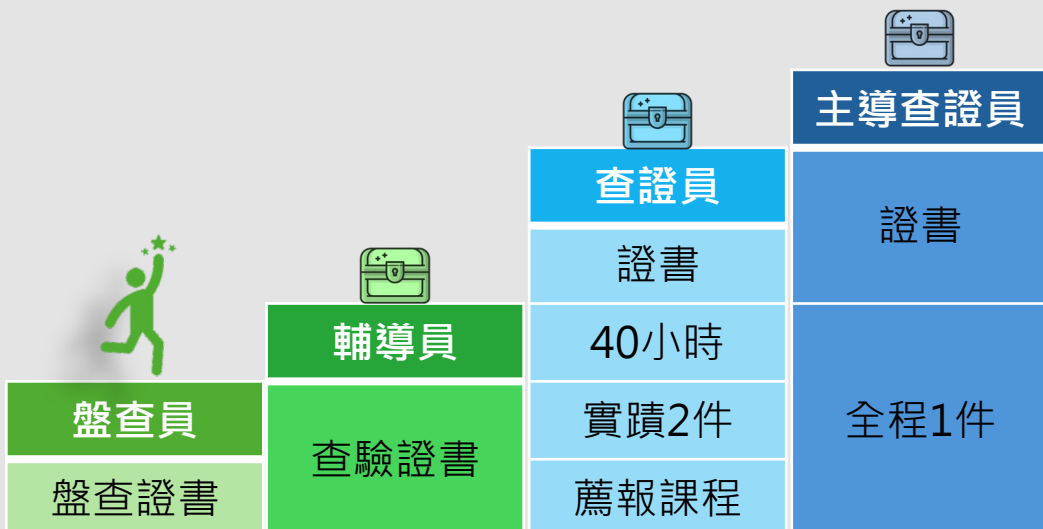 盤查員
盤查證書
輔導員
查驗證書
查證員
證書
40小時
實蹟2件
薦報課程
主導查證員
證書
全程1件